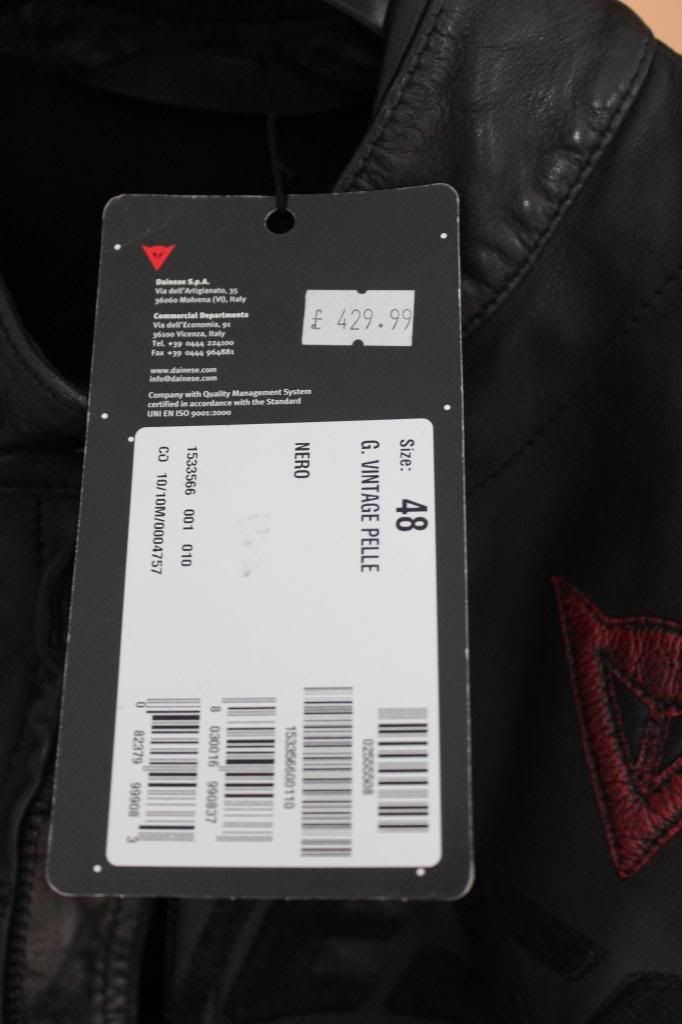 Dainese S.p.A.
Via dell'Artigianato, 35
36060 Molvena (VI), Italy
Commercial Departments
Via dell'Economia, 91
36100 Vicenza, Italy
Tel. +39 0444 224100
Fax +39 0444 964881
www.dainese.com
info@dainese.com
Company with Quality Management System
certified in accordance with the Standard
UNI EN ISO 9001:2000
£ 429.99
Size: 48
G. VINTAGE PELLE
NERO
1533566 001 010
CO 10/10M/0004757
02555508
153356600110
8 030016 990837
0 82379 99908 3